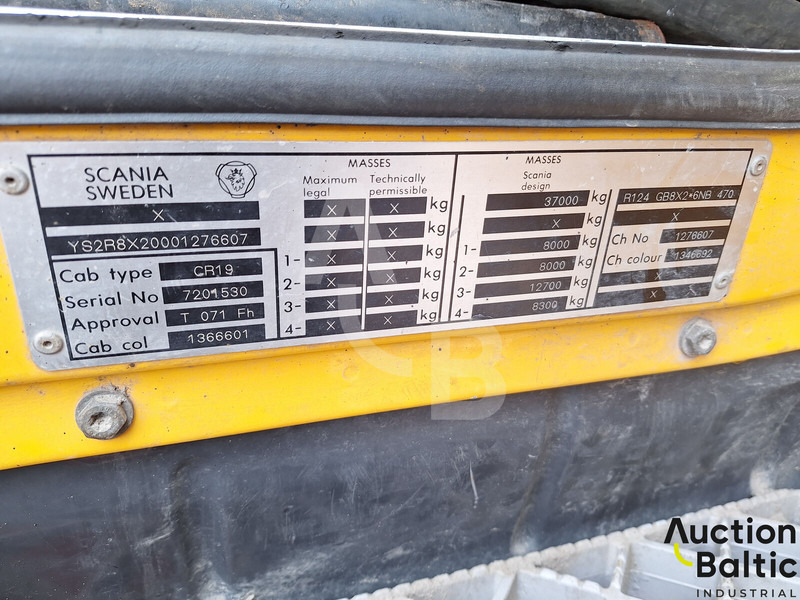 SCANIA
SWEDEN
X
YS2R8X20001276607
Cab type CR19
Serial No 7201530
Approval T 071 Fh
Cab col 1366601
MASSES
Maximum legal Technically permissible
X X kg
X X kg
1- X X kg
2- X X kg
3- X X kg
4- X X kg
MASSES
Scania
design
37000 kg
X kg
1- 8000 kg
2- 8000 kg
3- 12700 kg
4- 8300 kg
R124 GB8X2*6NB 470
X
Ch No 1276607
Ch colour 1346692
X X
X X
ACB
Auction
Baltic
INDUSTRIAL